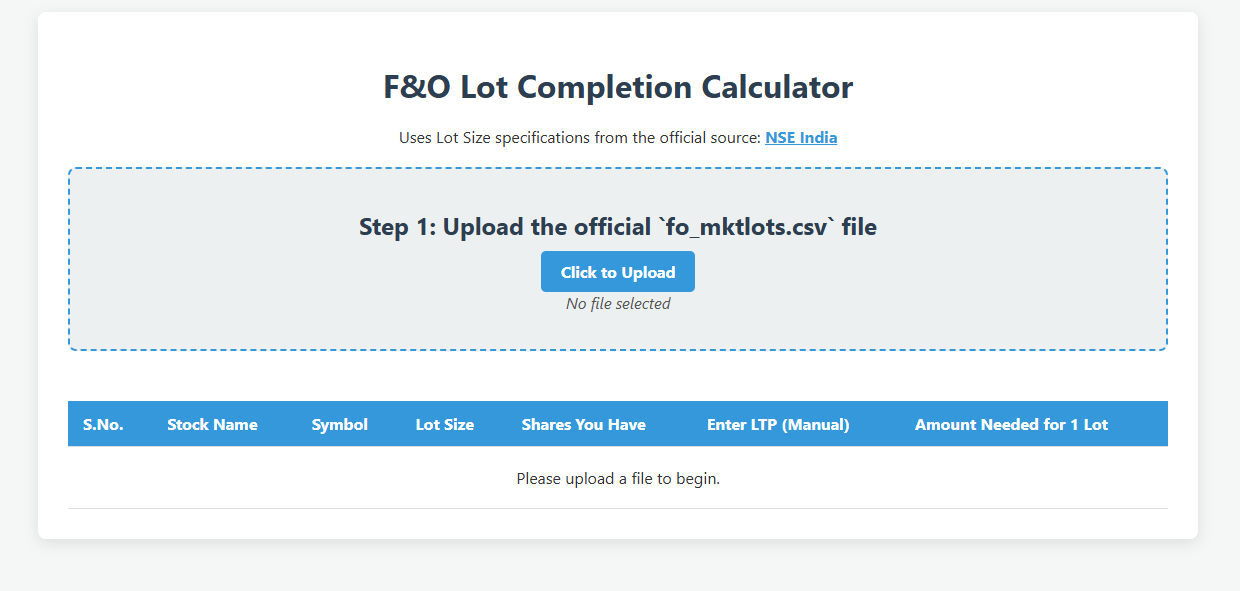 F&O Lot Completion Calculator
Uses Lot Size specifications from the official source: NSE India
Step 1: Upload the official `fo_mktlots.csv` file
Click to Upload
No file selected
S.No. Stock Name Symbol Lot Size Shares You Have Enter LTP (Manual) Amount Needed for 1 Lot
Please upload a file to begin.